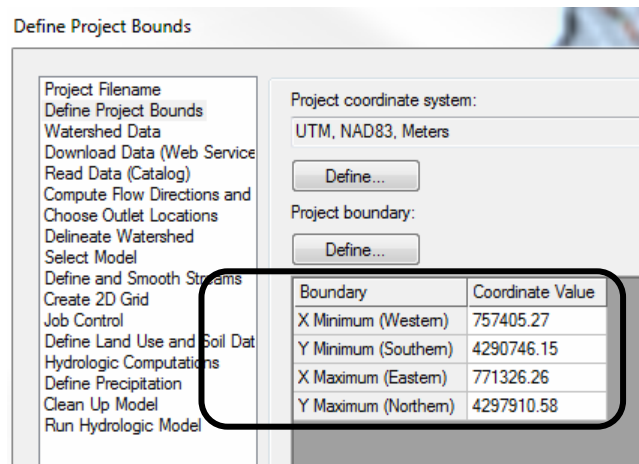 Define Project Bounds
Project Filename
Define Project Bounds
Watershed Data
Download Data (Web Service
Read Data (Catalog)
Compute Flow Directions and
Choose Outlet Locations
Delineate Watershed
Select Model
Define and Smooth Streams
Create 2D Grid
Job Control
Define Land Use and Soil Dat
Hydrologic Computations
Define Precipitation
Clean Up Model
Run Hydrologic Model
Project coordinate system:
UTM, NAD83, Meters
Define...
Project boundary:
Define...
Boundary Coordinate Value
X Minimum (Western) 757405.27
Y Minimum (Southern) 4290746.15
X Maximum (Eastern) 771326.26
Y Maximum (Northern) 4297910.58